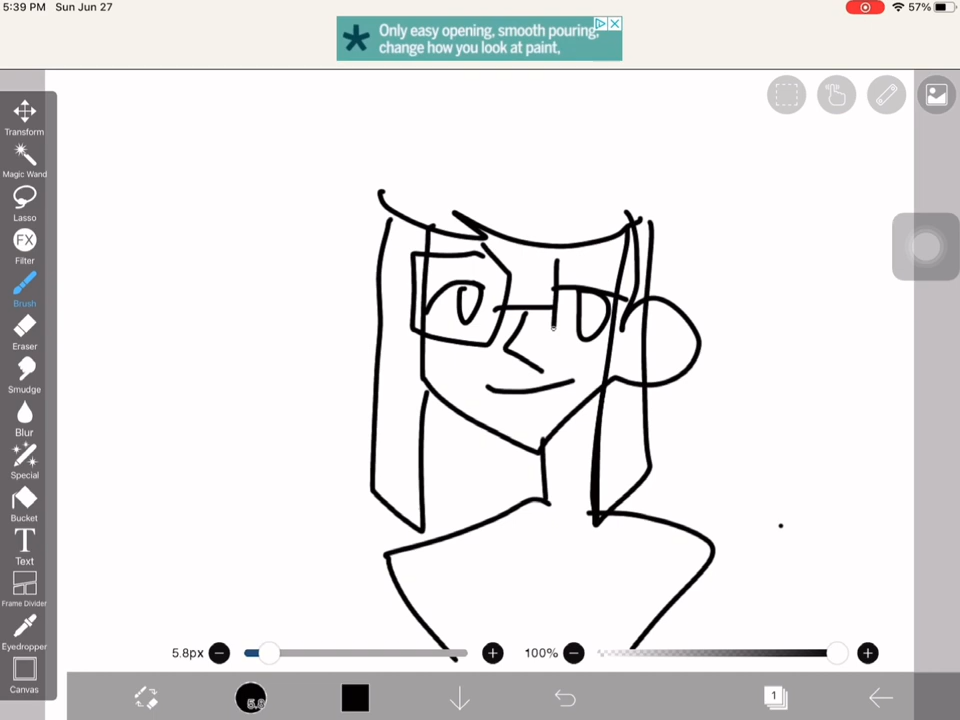 5:39 PM Sun Jun 27
57%
Only easy opening, smooth pouring,
change how you look at paint,
Transform
Magic Wand
Lasso
FX
Filter
Brush
Eraser
Smudge
Blur
Special
Bucket
T
Text
Frame Divider
Eyedropper
Canvas
5.8px
100%
5.8
1